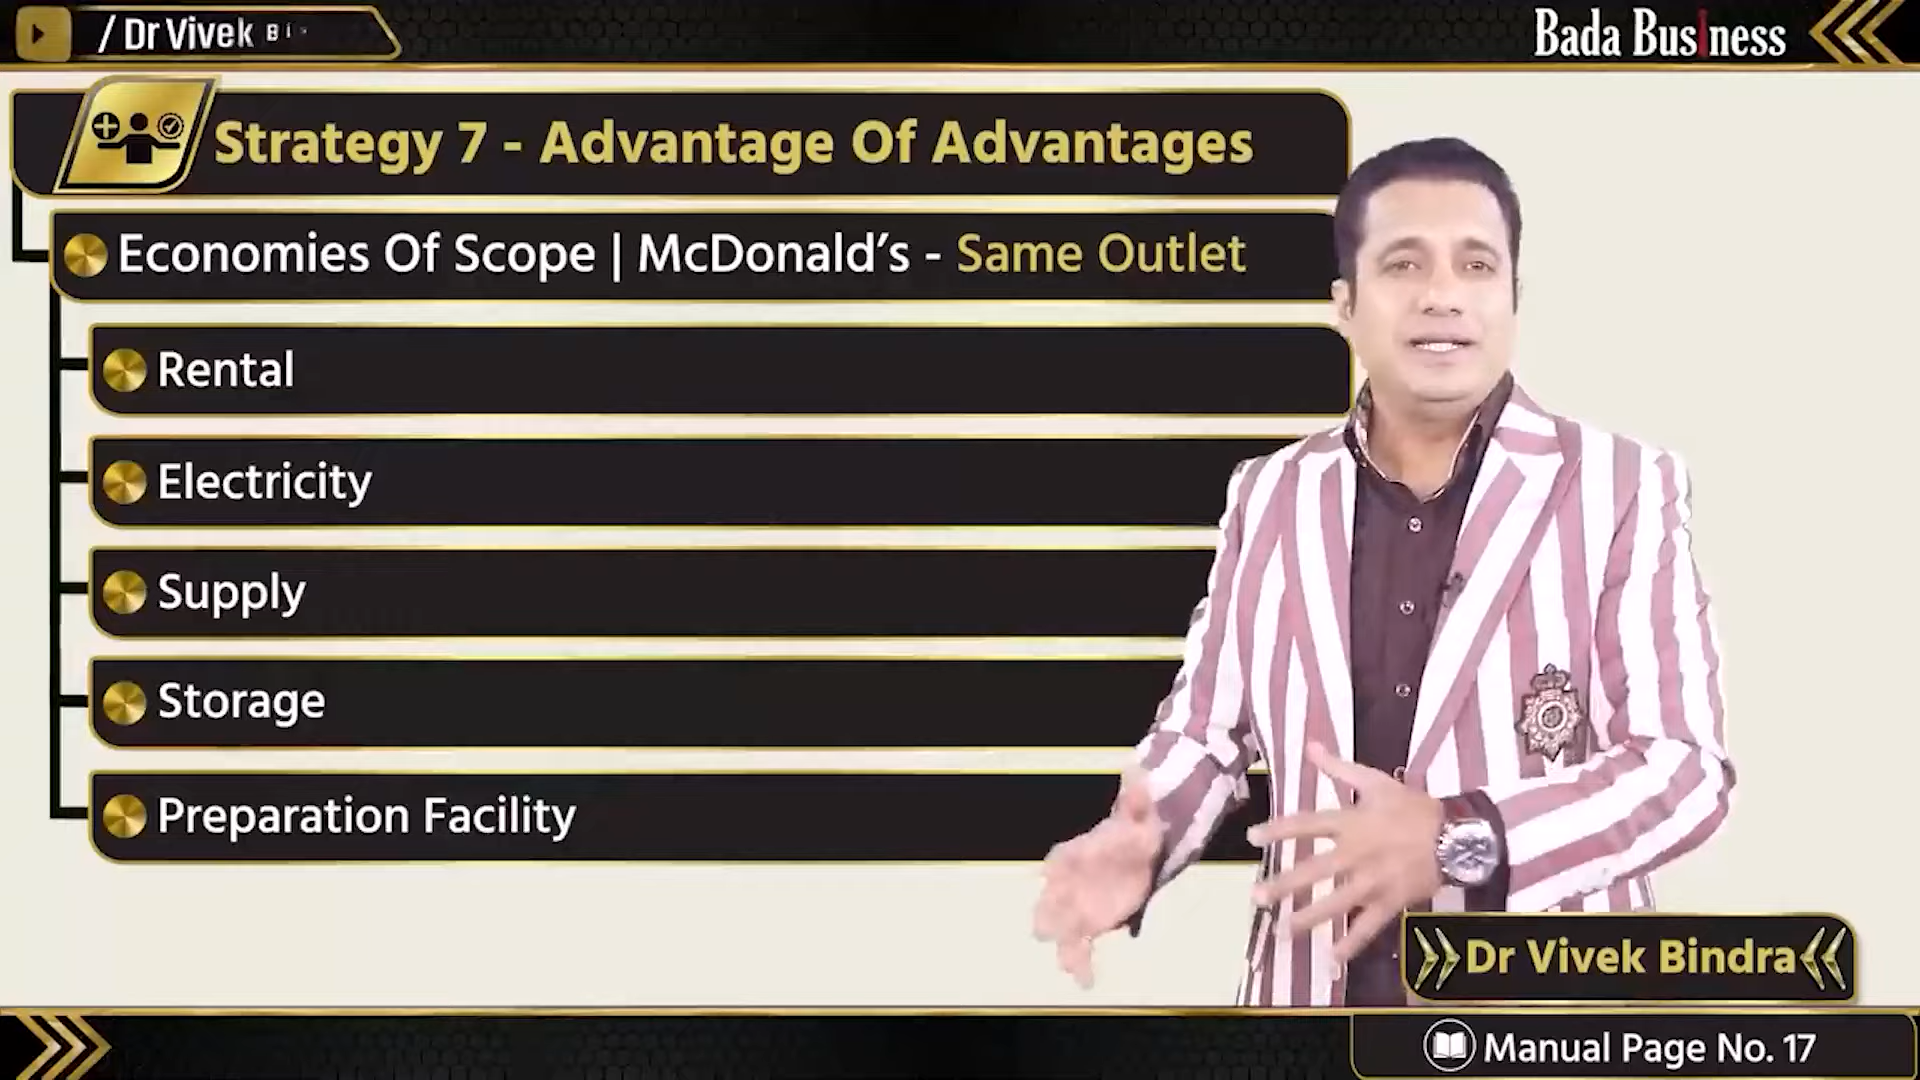 / Dr Vivek
Bada Business
Strategy 7 - Advantage Of Advantages
Economies Of Scope | McDonald’s - Same Outlet
Rental
Electricity
Supply
Storage
Preparation Facility
Dr Vivek Bindra
Manual Page No. 17